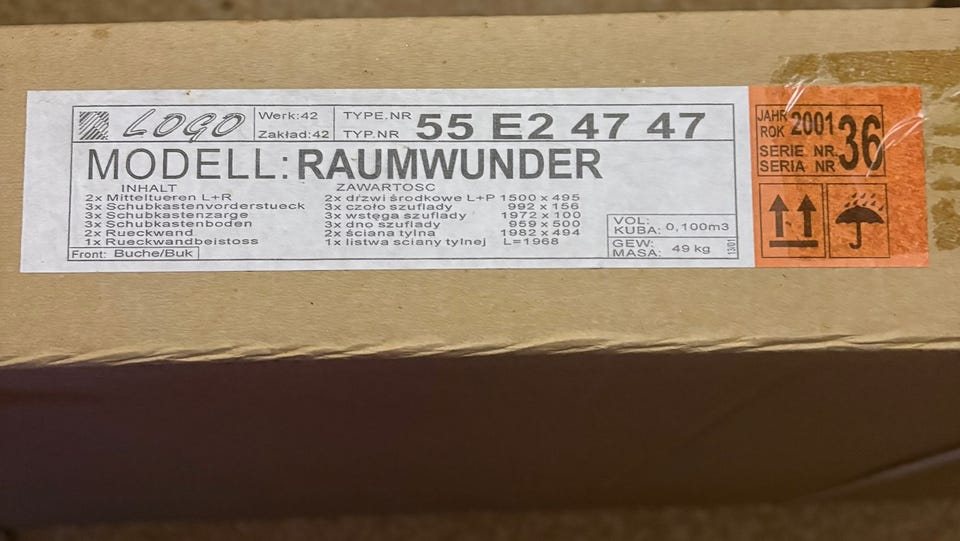 LOGO Werk:42 TYPE.NR 55 E2 47 47
Zakład:42 TYP.NR
MODELL: RAUMWUNDER
INHALT ZAWARTOSC
2x Mitteltueren L+R 2x drzwi środkowe L+P 1500 x 495
3x Schubkastenvorderstueck 3x czoło szuflady 992 x 156
3x Schubkastenzarge 3x wstęga szuflady 1972 x 100
3x Schubkastenboden 3x dno szuflady 959 x 500
2x Rueckwand 2x ściana tylna 1982 x 494
1x Rueckwandbeistoss 1x listwa sciany tylnej L=1968
Front: Buche/Buk
VOL:
KUBA: 0,100m3
GEW:
MASA: 49 kg
13/01
JAHR
ROK 2001
SERIE NR.
SERIA NR 36